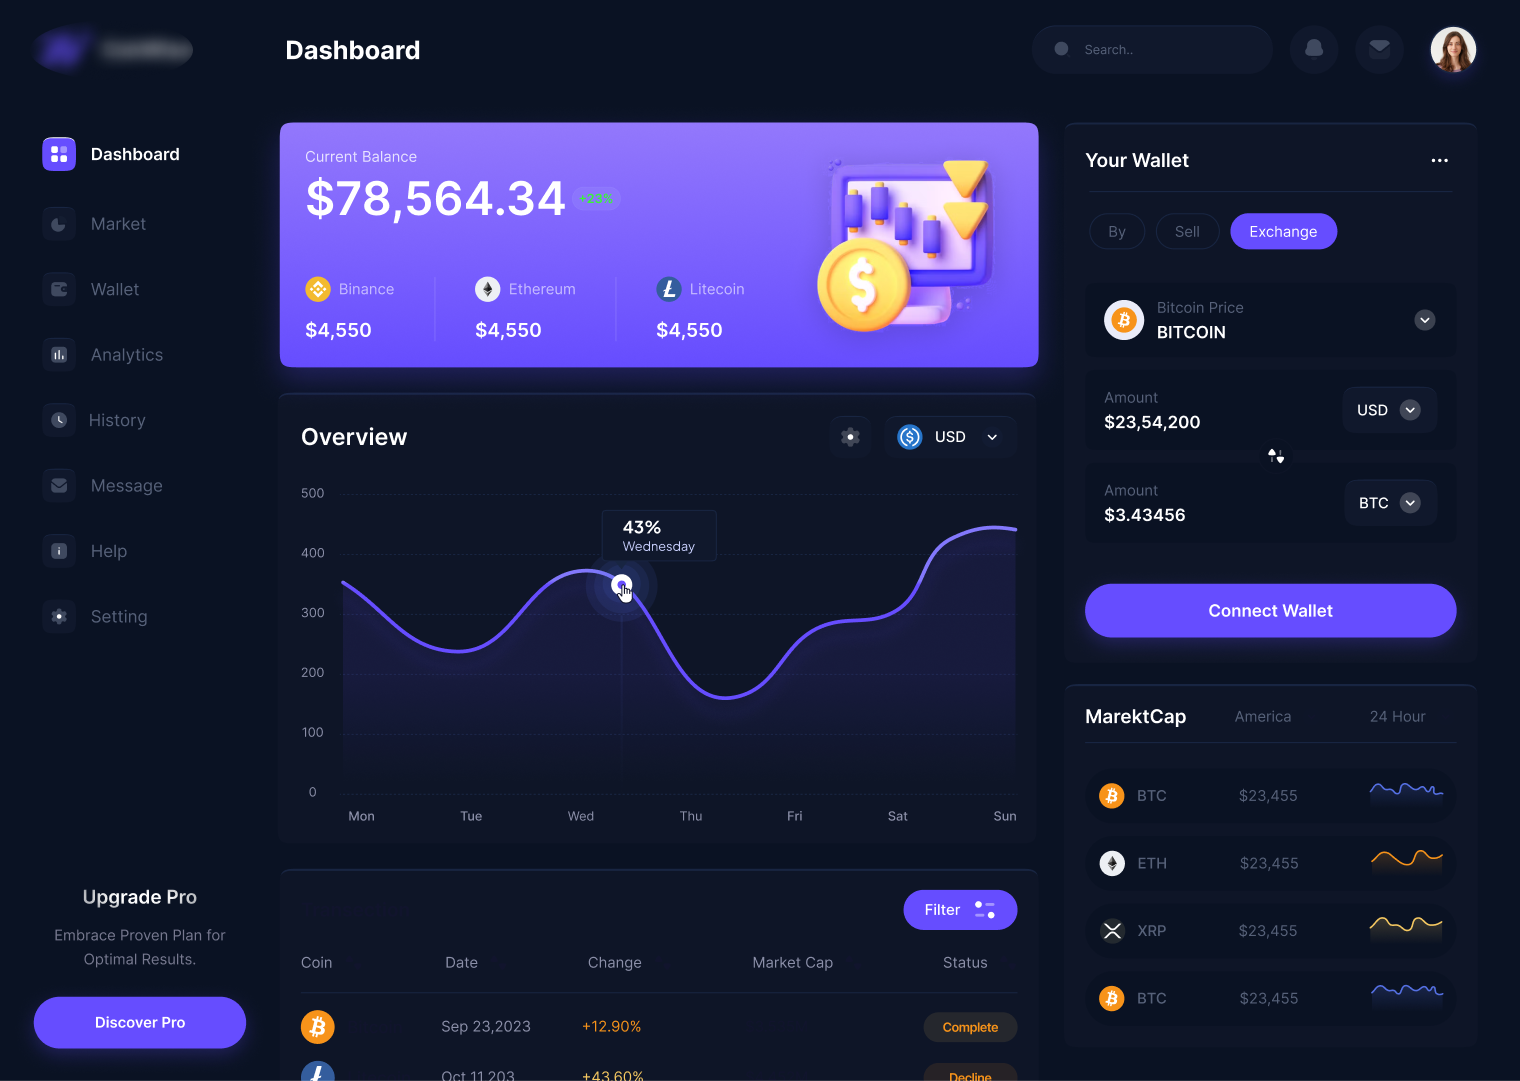 Dashboard
Search..
Dashboard
Market
Wallet
Analytics
History
Message
Help
Setting
Upgrade Pro
Embrace Proven Plan for
Optimal Results.
Discover Pro
Current Balance
$78,564.34 +23%
Binance
$4,550
Ethereum
$4,550
Litecoin
$4,550
Overview
USD
500
400
300
200
100
0
43%
Wednesday
Mon Tue Wed Thu Fri Sat Sun
Filter
Coin Date Change Market Cap Status
Sep 23,2023 +12.90% Complete
Oct 11,203 +43.60% Decline
Your Wallet
By Sell Exchange
Bitcoin Price
BITCOIN
Amount
$23,54,200
USD
Amount
$3.43456
BTC
Connect Wallet
MarektCap America 24 Hour
BTC $23,455
ETH $23,455
XRP $23,455
BTC $23,455